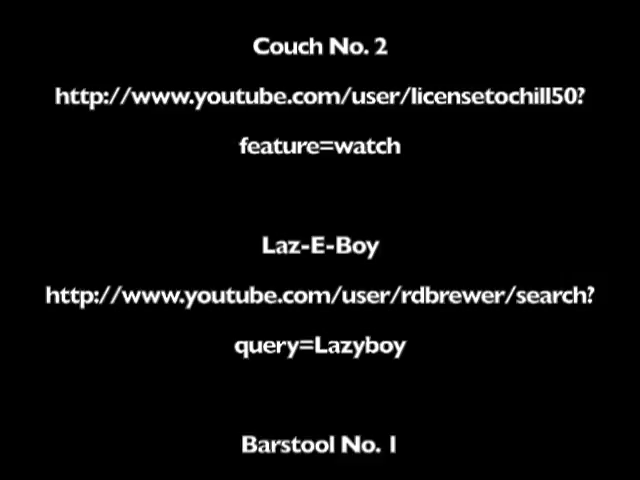 Couch No. 2
http://www.youtube.com/user/licensetochill50?
feature=watch
Laz-E-Boy
http://www.youtube.com/user/rdbrewer/search?
query=Lazyboy
Barstool No. 1